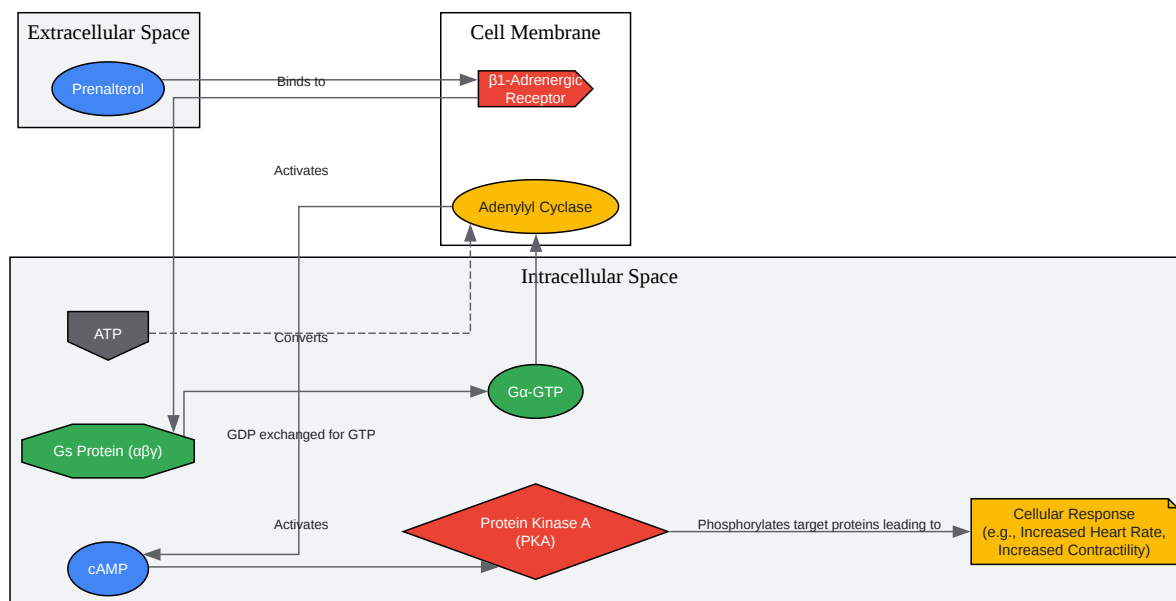 Extracellular Space
Cell Membrane
Prenalterol
Binds to
β1-Adrenergic
Receptor
Activates
Adenylyl Cyclase
Intracellular Space
ATP
Converts
Gα-GTP
GDP exchanged for GTP
Gs Protein (αβγ)
Activates
Protein Kinase A
(PKA)
Phosphorylates target proteins leading to
Cellular Response
(e.g., Increased Heart Rate,
Increased Contractility)
cAMP